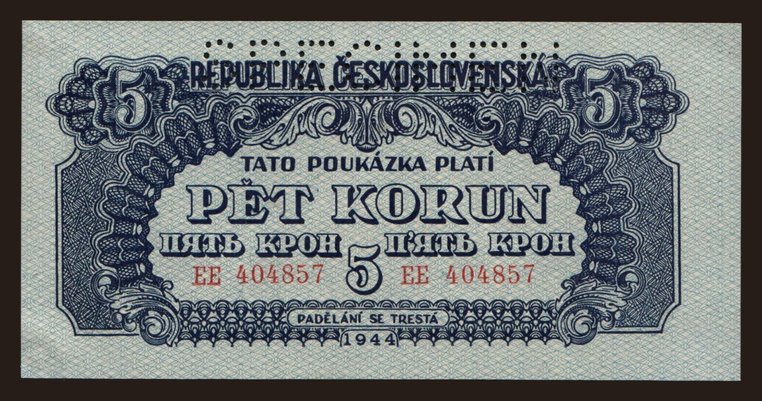 SPECIMEN
REPUBLIKA ČESKOSLOVENSKÁ
5 5
TATO POUKÁZKA PLATÍ
PĚT KORUN
ПЯТЬ КРОН П'ЯТЬ КРОН
EE 404857 5 EE 404857
PADĚLÁNÍ SE TRESTÁ
1944